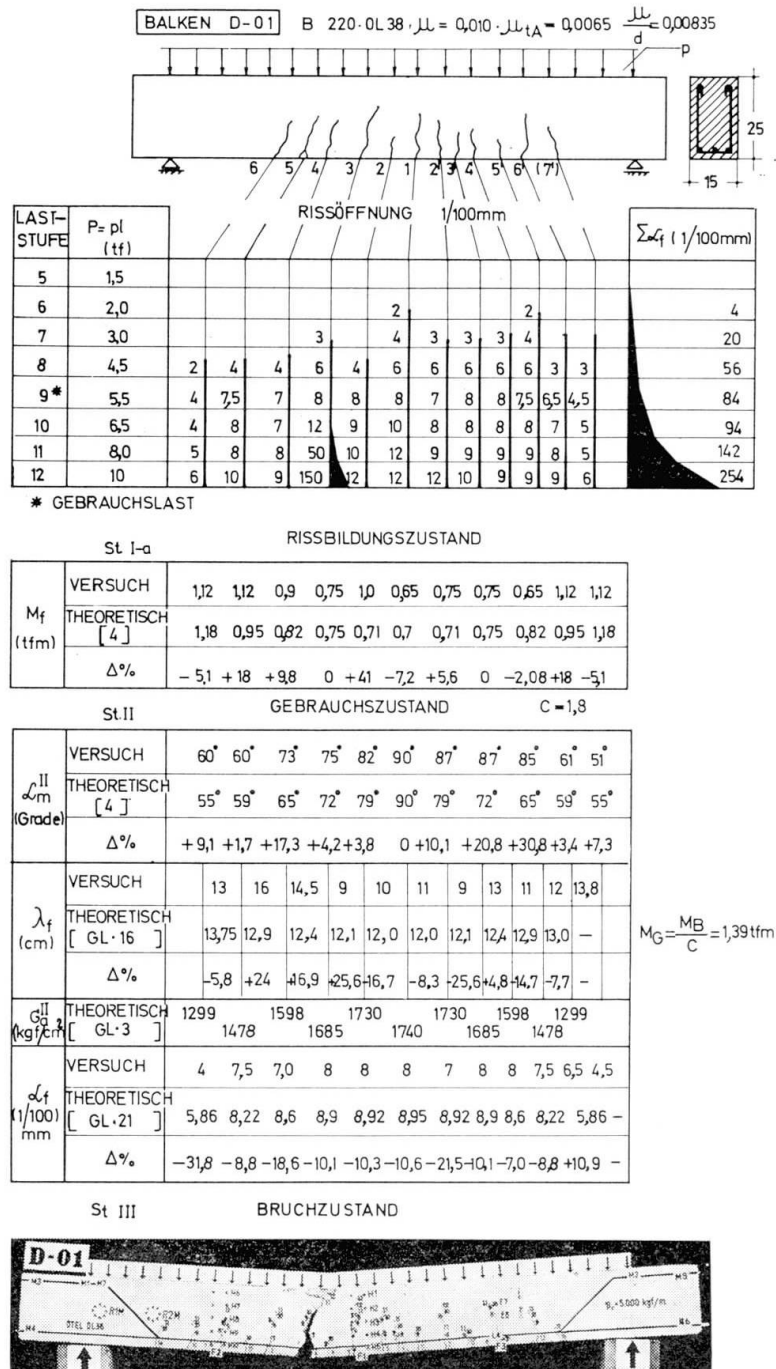 BALKEN D-01 B 220·0L38·μ = 0,010·μtA = 0,0065 μ/d = 0,00835
p
25
15
6 5 4 3 2 1 2' 3' 4' 5' 6' (7')
LAST-STUFE P=pl (tf) RISSÖFFNUNG 1/100mm Σαf (1/100mm)
5 1,5
6 2,0 2 2 4
7 3,0 3 4 3 3 3 4 20
8 4,5 2 4 4 6 4 6 6 6 6 6 3 3 56
9* 5,5 4 7,5 7 8 8 8 7 8 8 7,5 6,5 4,5 84
10 6,5 4 8 7 12 9 10 8 8 8 8 7 5 94
11 8,0 5 8 8 50 10 12 9 9 9 9 8 5 142
12 10 6 10 9 150 12 12 12 10 9 9 9 6 254
* GEBRAUCHSLAST
St. I-a RISSBILDUNGSZUSTAND
Mf (tfm)
VERSUCH 1,12 1,12 0,9 0,75 1,0 0,65 0,75 0,75 0,65 1,12 1,12
THEORETISCH [4] 1,18 0,95 0,82 0,75 0,71 0,7 0,71 0,75 0,82 0,95 1,18
Δ% -5,1 +18 +9,8 0 +41 -7,2 +5,6 0 -2,08 +18 -5,1
St.II GEBRAUCHSZUSTAND C=1,8
αmII (Grade)
VERSUCH 60° 60° 73° 75° 82° 90° 87° 87° 85° 61° 51°
THEORETISCH [4] 55° 59° 65° 72° 79° 90° 79° 72° 65° 59° 55°
Δ% +9,1 +1,7 +17,3 +4,2 +3,8 0 +10,1 +20,8 +30,8 +3,4 +7,3
λf (cm)
VERSUCH 13 16 14,5 9 10 11 9 13 11 12 13,8
THEORETISCH [GL·16] 13,75 12,9 12,4 12,1 12,0 12,0 12,1 12,4 12,9 13,0 –
Δ% -5,8 +24 +16,9 +25,6 -16,7 -8,3 -25,6 +4,8 -14,7 -7,7 -
MG = MB/C = 1,39 tfm
GaII (kgf/cm²)
THEORETISCH [GL·3] 1299 1478 1598 1685 1730 1740 1730 1685 1598 1478 1299
αf (1/100) mm
VERSUCH 4 7,5 7,0 8 8 8 7 8 8 7,5 6,5 4,5
THEORETISCH [GL·21] 5,86 8,22 8,6 8,9 8,92 8,95 8,92 8,9 8,6 8,22 5,86 –
Δ% -31,8 -8,8 -18,6 -10,1 -10,3 -10,6 -21,5 -10,1 -7,0 -8,8 +10,9 -
St III BRUCHZUSTAND
D-01
M3 M1 M7 H6 H1 M2 M5
R1M R2M H7 H2 E7
M4 ÖTEL DL38 M6